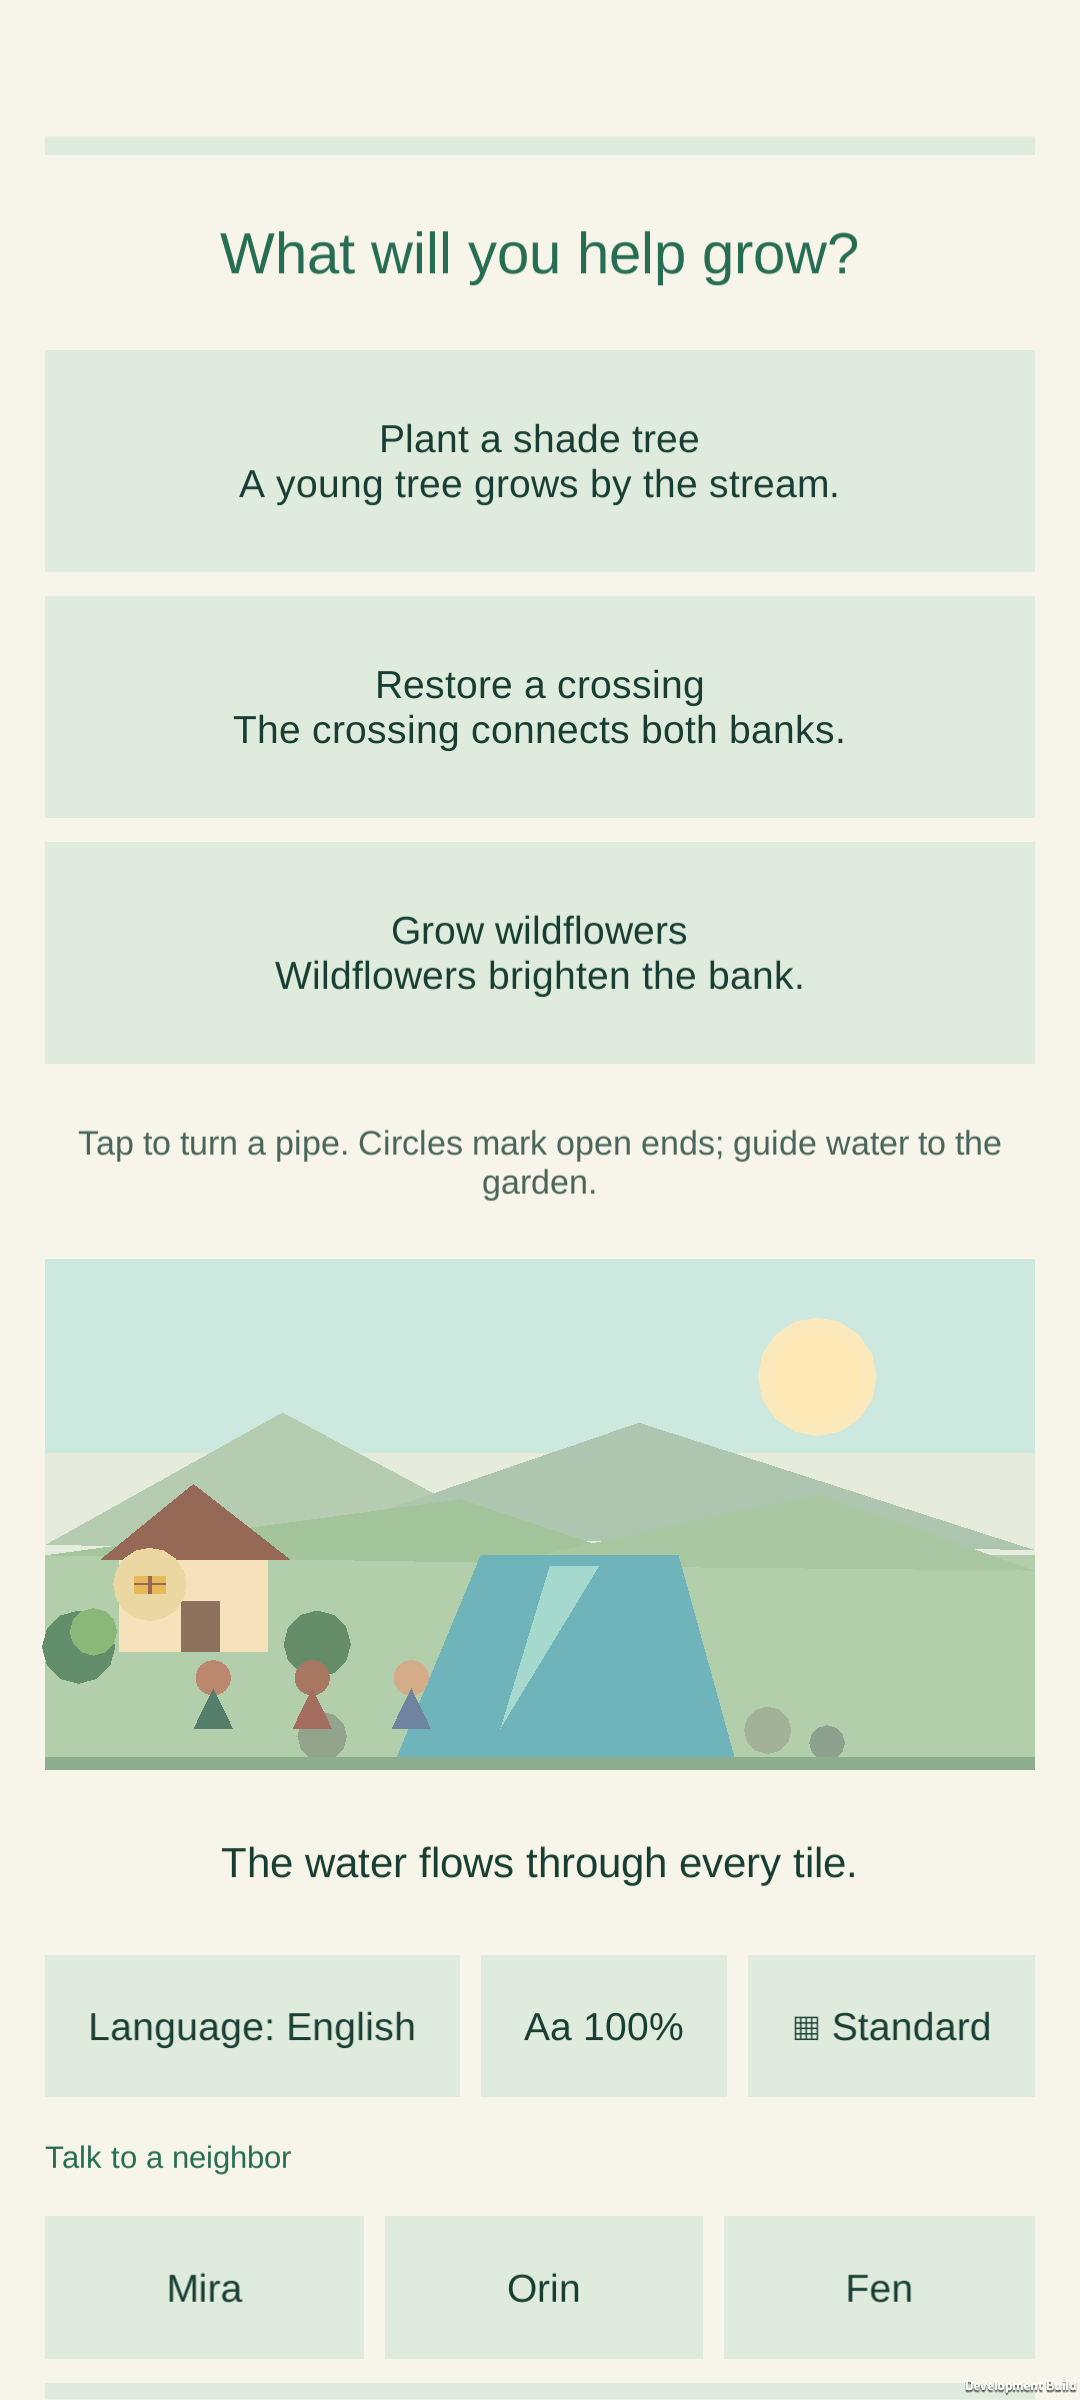 What will you help grow?
Plant a shade tree
A young tree grows by the stream.
Restore a crossing
The crossing connects both banks.
Grow wildflowers
Wildflowers brighten the bank.
Tap to turn a pipe. Circles mark open ends; guide water to the
garden.
The water flows through every tile.
Language: English
Aa 100%
▦ Standard
Talk to a neighbor
Mira
Orin
Fen
Development Build